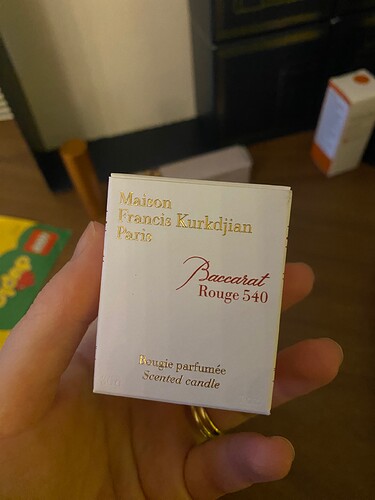 Maison
Francis Kurkdjian
Paris
Baccarat
Rouge 540
Bougie parfumée
Scented candle